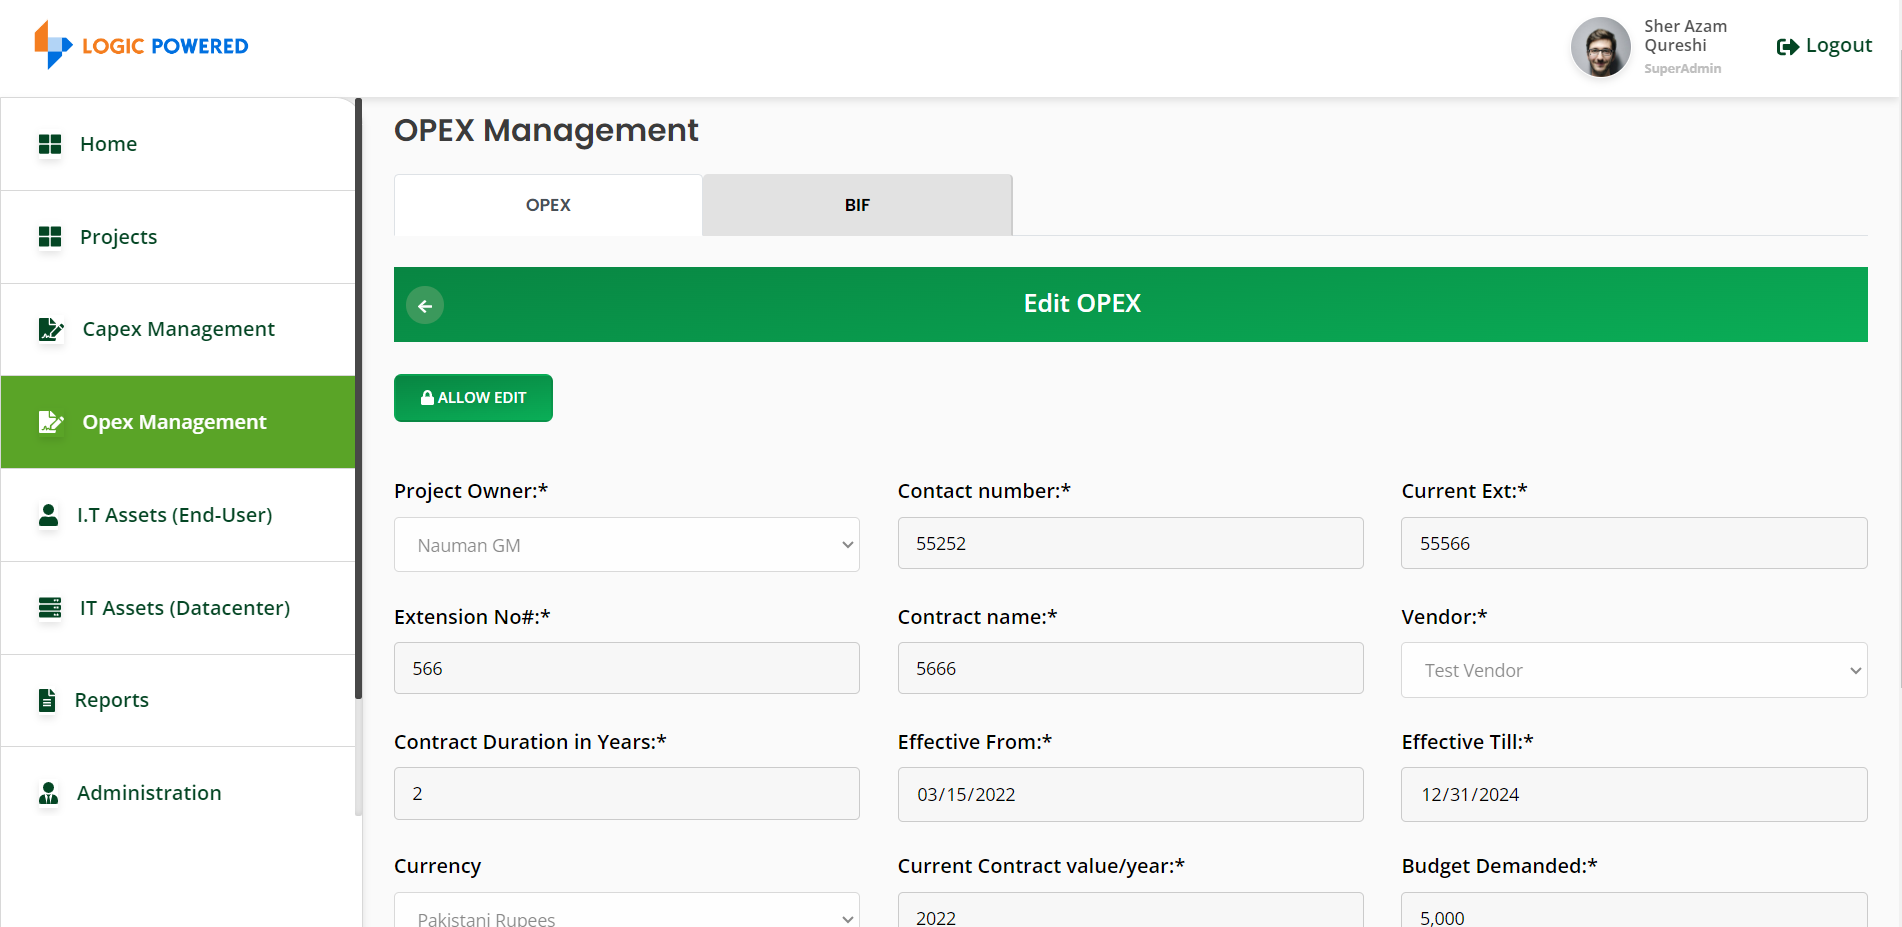 LOGIC POWERED
Sher Azam
Qureshi
SuperAdmin
Logout
Home
Projects
Capex Management
Opex Management
I.T Assets (End-User)
IT Assets (Datacenter)
Reports
Administration
OPEX Management
OPEX
BIF
Edit OPEX
ALLOW EDIT
Project Owner:*
Contact number:*
Current Ext:*
Nauman GM
55252
55566
Extension No#:*
Contract name:*
Vendor:*
566
5666
Test Vendor
Contract Duration in Years:*
Effective From:*
Effective Till:*
2
03/15/2022
12/31/2024
Currency
Current Contract value/year:*
Budget Demanded:*
Pakistani Rupees
2022
5,000